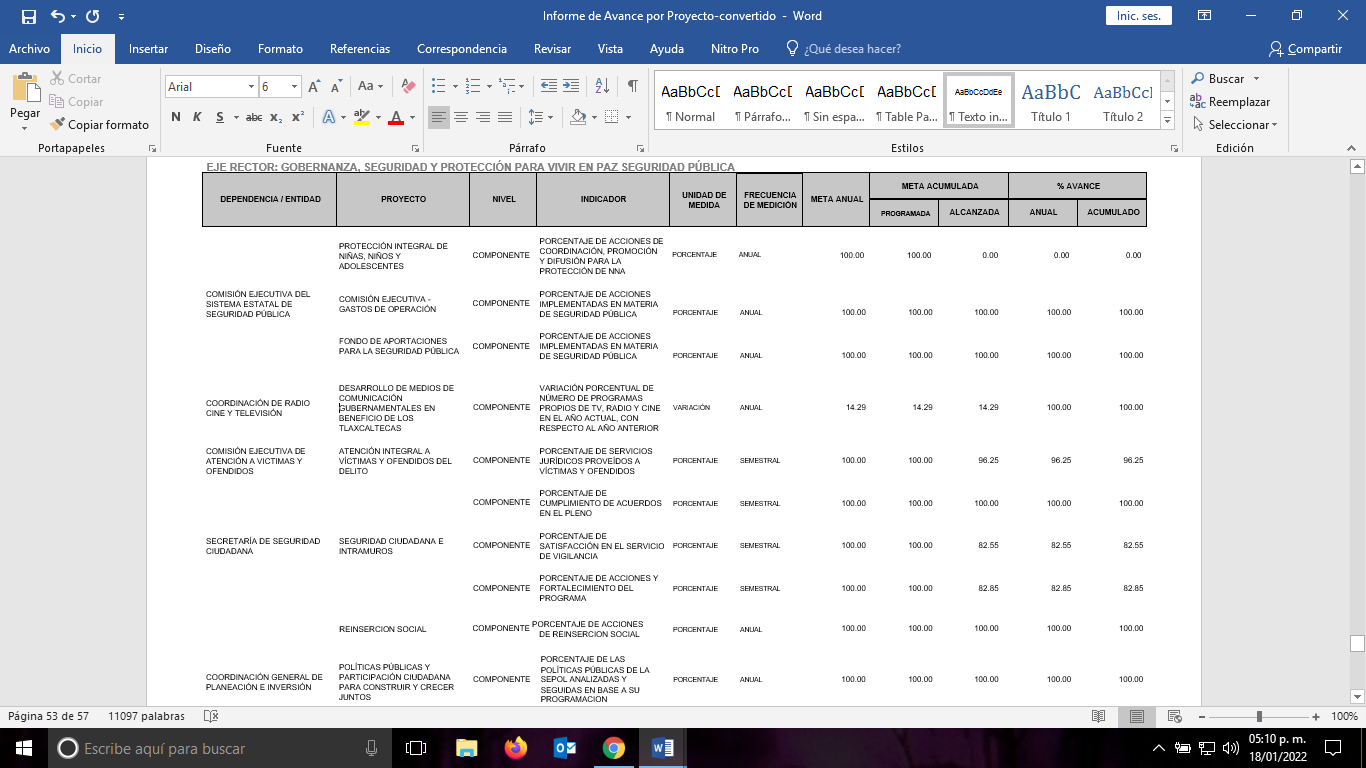 Informe de Avance por Proyecto-convertido - Word
Inic. ses.
Archivo Inicio Insertar Diseño Formato Referencias Correspondencia Revisar Vista Ayuda Nitro Pro ¿Qué desea hacer? Compartir
Pegar
Cortar
Copiar
Copiar formato
Portapapeles
Arial 6
N K S abc x₂ x²
Fuente
Párrafo
AaBbCcD AaBbCcD AaBbCcD AaBbCcD AaBbCcDdEe AaBbC AaBbCcI
¶ Normal ¶ Párrafo... ¶ Sin espa... ¶ Table Pa... ¶ Texto in... Título 1 Título 2
Estilos
Buscar
Reemplazar
Seleccionar
Edición
EJE RECTOR: GOBERNANZA, SEGURIDAD Y PROTECCIÓN PARA VIVIR EN PAZ SEGURIDAD PÚBLICA
DEPENDENCIA / ENTIDAD
PROYECTO
NIVEL
INDICADOR
UNIDAD DE
MEDIDA
FRECUENCIA
DE MEDICIÓN
META ANUAL
META ACUMULADA
PROGRAMADA ALCANZADA
% AVANCE
ANUAL ACUMULADO
PROTECCIÓN INTEGRAL DE
NIÑAS, NIÑOS Y
ADOLESCENTES
COMPONENTE
PORCENTAJE DE ACCIONES DE
COORDINACIÓN, PROMOCIÓN
Y DIFUSIÓN PARA LA
PROTECCIÓN DE NNA
PORCENTAJE ANUAL 100.00 100.00 0.00 0.00 0.00
COMISIÓN EJECUTIVA DEL
SISTEMA ESTATAL DE
SEGURIDAD PÚBLICA
COMISIÓN EJECUTIVA -
GASTOS DE OPERACIÓN
COMPONENTE
PORCENTAJE DE ACCIONES
IMPLEMENTADAS EN MATERIA
DE SEGURIDAD PÚBLICA
PORCENTAJE ANUAL 100.00 100.00 100.00 100.00 100.00
FONDO DE APORTACIONES
PARA LA SEGURIDAD PÚBLICA
COMPONENTE
PORCENTAJE DE ACCIONES
IMPLEMENTADAS EN MATERIA
DE SEGURIDAD PÚBLICA
PORCENTAJE ANUAL 100.00 100.00 100.00 100.00 100.00
COORDINACIÓN DE RADIO
CINE Y TELEVISIÓN
DESARROLLO DE MEDIOS DE
COMUNICACIÓN
GUBERNAMENTALES EN
BENEFICIO DE LOS
TLAXCALTECAS
COMPONENTE
VARIACIÓN PORCENTUAL DE
NÚMERO DE PROGRAMAS
PROPIOS DE TV, RADIO Y CINE
EN EL AÑO ACTUAL, CON
RESPECTO AL AÑO ANTERIOR
VARIACIÓN ANUAL 14.29 14.29 14.29 100.00 100.00
COMISIÓN EJECUTIVA DE
ATENCIÓN A VICTIMAS Y
OFENDIDOS
ATENCIÓN INTEGRAL A
VÍCTIMAS Y OFENDIDOS DEL
DELITO
COMPONENTE
PORCENTAJE DE SERVICIOS
JURÍDICOS PROVEÍDOS A
VÍCTIMAS Y OFENDIDOS
PORCENTAJE SEMESTRAL 100.00 100.00 96.25 96.25 96.25
COMPONENTE
PORCENTAJE DE
CUMPLIMIENTO DE ACUERDOS
EN EL PLENO
PORCENTAJE SEMESTRAL 100.00 100.00 100.00 100.00 100.00
SECRETARÍA DE SEGURIDAD
CIUDADANA
SEGURIDAD CIUDADANA E
INTRAMUROS
COMPONENTE
PORCENTAJE DE
SATISFACCIÓN EN EL SERVICIO
DE VIGILANCIA
PORCENTAJE SEMESTRAL 100.00 100.00 82.55 82.55 82.55
COMPONENTE
PORCENTAJE DE ACCIONES Y
FORTALECIMIENTO DEL
PROGRAMA
PORCENTAJE SEMESTRAL 100.00 100.00 82.85 82.85 82.85
REINSERCION SOCIAL
COMPONENTE
PORCENTAJE DE ACCIONES
DE REINSERCION SOCIAL
PORCENTAJE ANUAL 100.00 100.00 100.00 100.00 100.00
COORDINACIÓN GENERAL DE
PLANEACIÓN E INVERSIÓN
POLÍTICAS PÚBLICAS Y
PARTICIPACIÓN CIUDADANA
PARA CONSTRUIR Y CRECER
JUNTOS
COMPONENTE
PORCENTAJE DE LAS
POLÍTICAS PÚBLICAS DE LA
SEPOL ANALIZADAS Y
SEGUIDAS EN BASE A SU
PROGRAMACION
PORCENTAJE ANUAL 100.00 100.00 100.00 100.00 100.00
Página 53 de 57 11097 palabras 100%
Escribe aquí para buscar
05:10 p. m.
18/01/2022